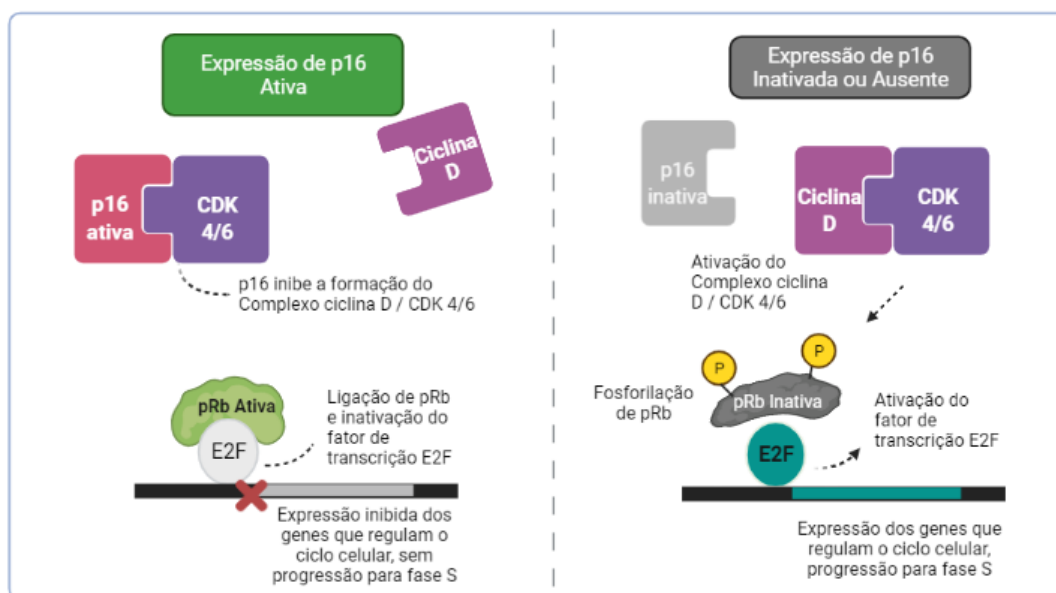 Expressão de p16
Ativa
Ciclina
D
p16
ativa
CDK
4/6
p16 inibe a formação do
Complexo ciclina D / CDK 4/6
pRb Ativa
E2F
Ligação de pRb
e inativação do
fator de
transcrição E2F
Expressão inibida dos
genes que regulam o
ciclo celular, sem
progressão para fase S
Expressão de p16
Inativada ou Ausente
p16
inativa
Ciclina
D
CDK
4/6
Ativação do
Complexo ciclina
D / CDK 4/6
Fosforilação
de pRb
P
P
pRb Inativa
E2F
Ativação do
fator de
transcrição E2F
Expressão dos genes que
regulam o ciclo celular,
progressão para fase S